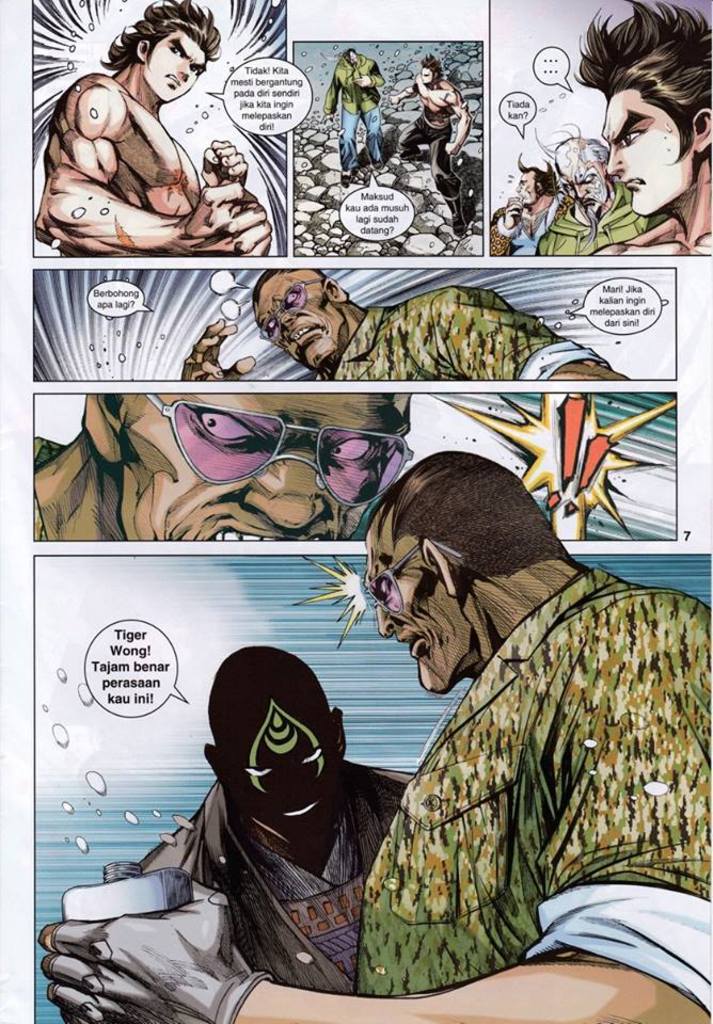 Tidak! Kita
mesti bergantung
pada diri sendiri
jika kita ingin
melepaskan
diri!
Maksud
kau ada musuh
lagi sudah
datang?
...
...
Tiada
kan?
Berbohong
apa lagi?
Mari! Jika
kalian ingin
melepaskan diri
dari sini!
!!
7
Tiger
Wong!
Tajam benar
perasaan
kau ini!